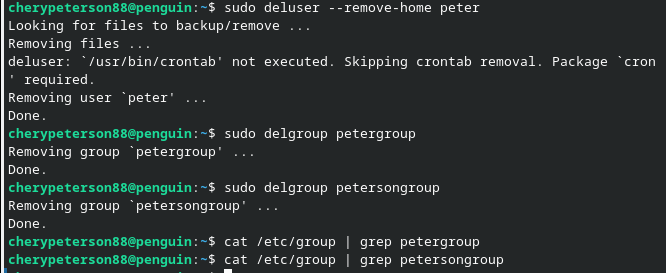 cherypeterson88@penguin:~$ sudo deluser --remove-home peter
Looking for files to backup/remove ...
Removing files ...
deluser: `/usr/bin/crontab' not executed. Skipping crontab removal. Package `cron
' required.
Removing user `peter' ...
Done.
cherypeterson88@penguin:~$ sudo delgroup petergroup
Removing group `petergroup' ...
Done.
cherypeterson88@penguin:~$ sudo delgroup petersongroup
Removing group `petersongroup' ...
Done.
cherypeterson88@penguin:~$ cat /etc/group | grep petergroup
cherypeterson88@penguin:~$ cat /etc/group | grep petersongroup
cherypeterson88@penguin:~$